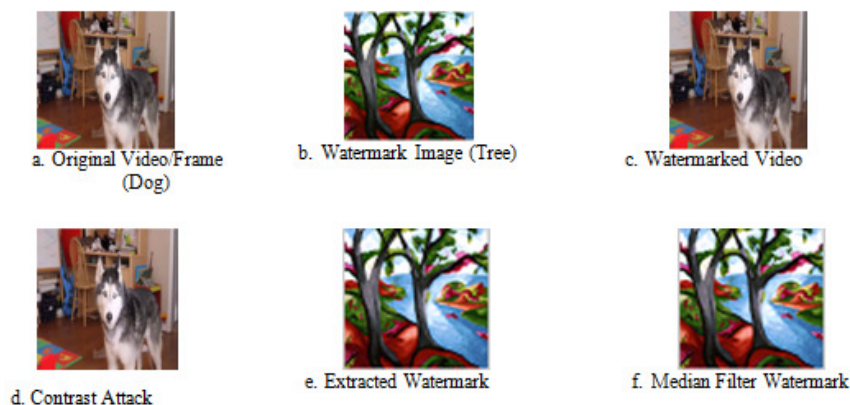 a. Original Video/Frame
(Dog)
b. Watermark Image (Tree)
c. Watermarked Video
d. Contrast Attack
e. Extracted Watermark
f. Median Filter Watermark